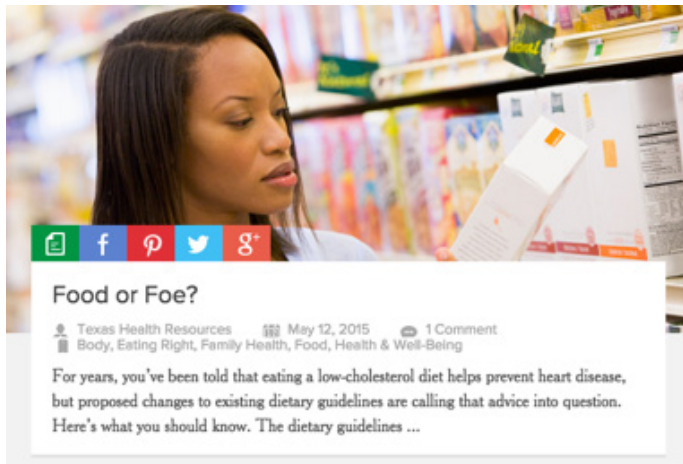 Food or Foe?
Texas Health Resources May 12, 2015 1 Comment
Body, Eating Right, Family Health, Food, Health & Well-Being
For years, you've been told that eating a low-cholesterol diet helps prevent heart disease,
but proposed changes to existing dietary guidelines are calling that advice into question.
Here's what you should know. The dietary guidelines ...